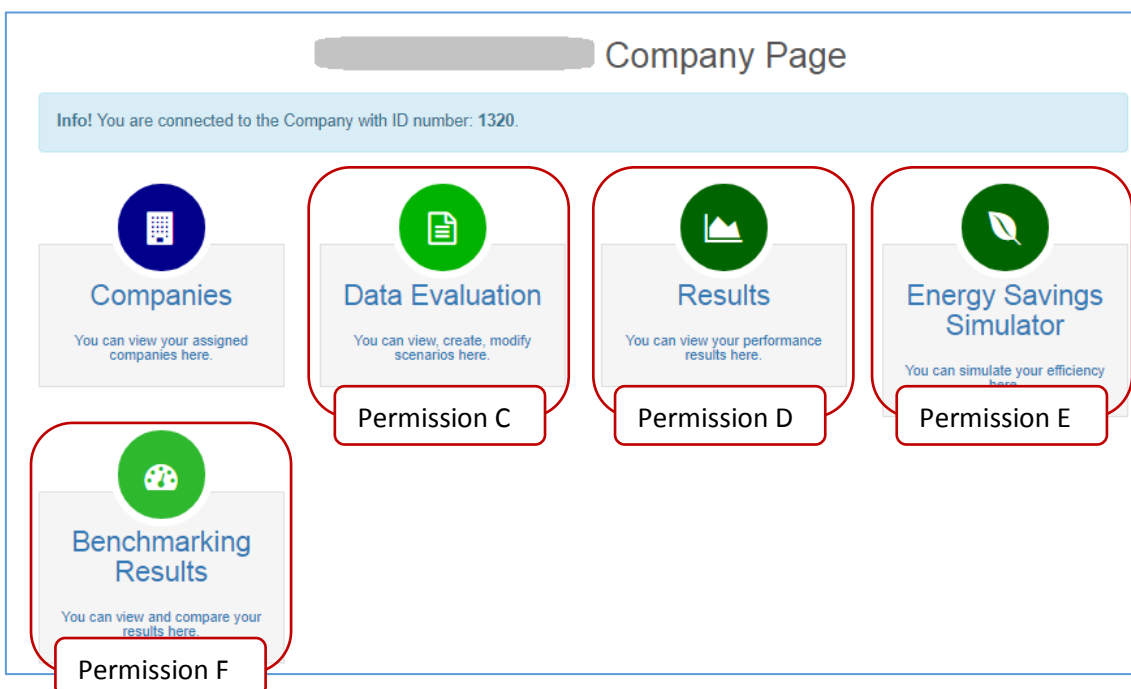 Company Page
Info! You are connected to the Company with ID number: 1320.
Companies
You can view your assigned
companies here.
Data Evaluation
You can view, create, modify
scenarios here.
Permission C
Results
You can view your performance
results here.
Permission D
Energy Savings
Simulator
You can simulate your efficiency
here
Permission E
Benchmarking
Results
You can view and compare your
results here.
Permission F